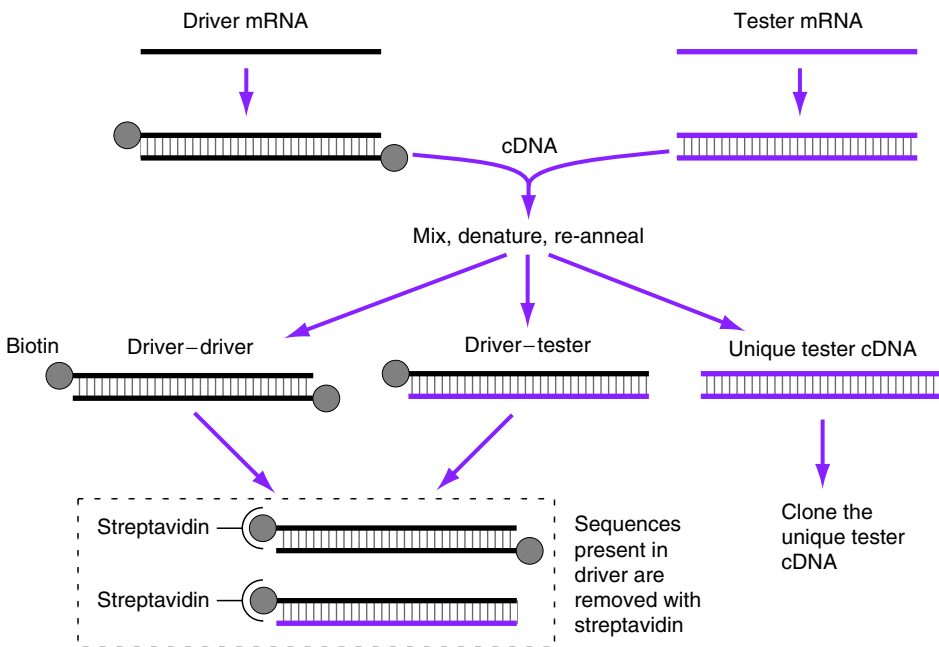 Driver mRNA
Tester mRNA
cDNA
Mix, denature, re-anneal
Biotin
Driver–driver
Driver–tester
Unique tester cDNA
Streptavidin
Streptavidin
Sequences
present in
driver are
removed with
streptavidin
Clone the
unique tester
cDNA